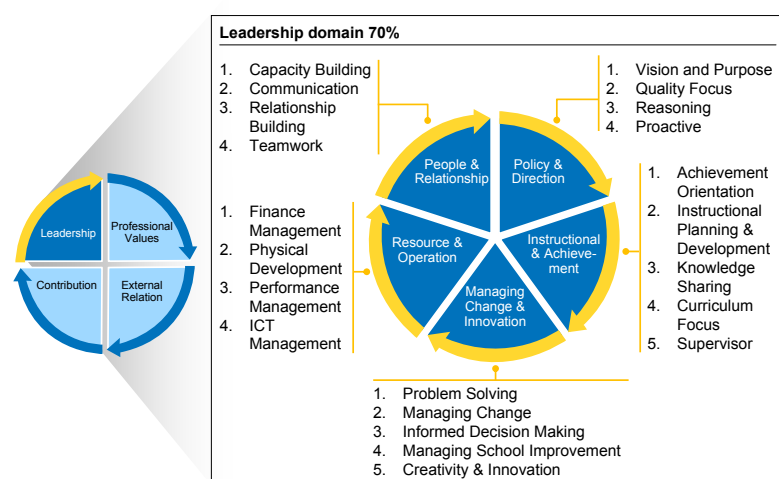 Leadership domain 70%
1. Capacity Building
2. Communication
3. Relationship
Building
4. Teamwork
1. Vision and Purpose
2. Quality Focus
3. Reasoning
4. Proactive
People &
Relationship
Policy &
Direction
1. Achievement
Orientation
2. Instructional
Planning &
Development
3. Knowledge
Sharing
4. Curriculum
Focus
5. Supervisor
Leadership
Professional
Values
Contribution
External
Relation
1. Finance
Management
2. Physical
Development
3. Performance
Management
4. ICT
Management
Resource &
Operation
Instructional
& Achieve-
ment
Managing
Change &
Innovation
1. Problem Solving
2. Managing Change
3. Informed Decision Making
4. Managing School Improvement
5. Creativity & Innovation